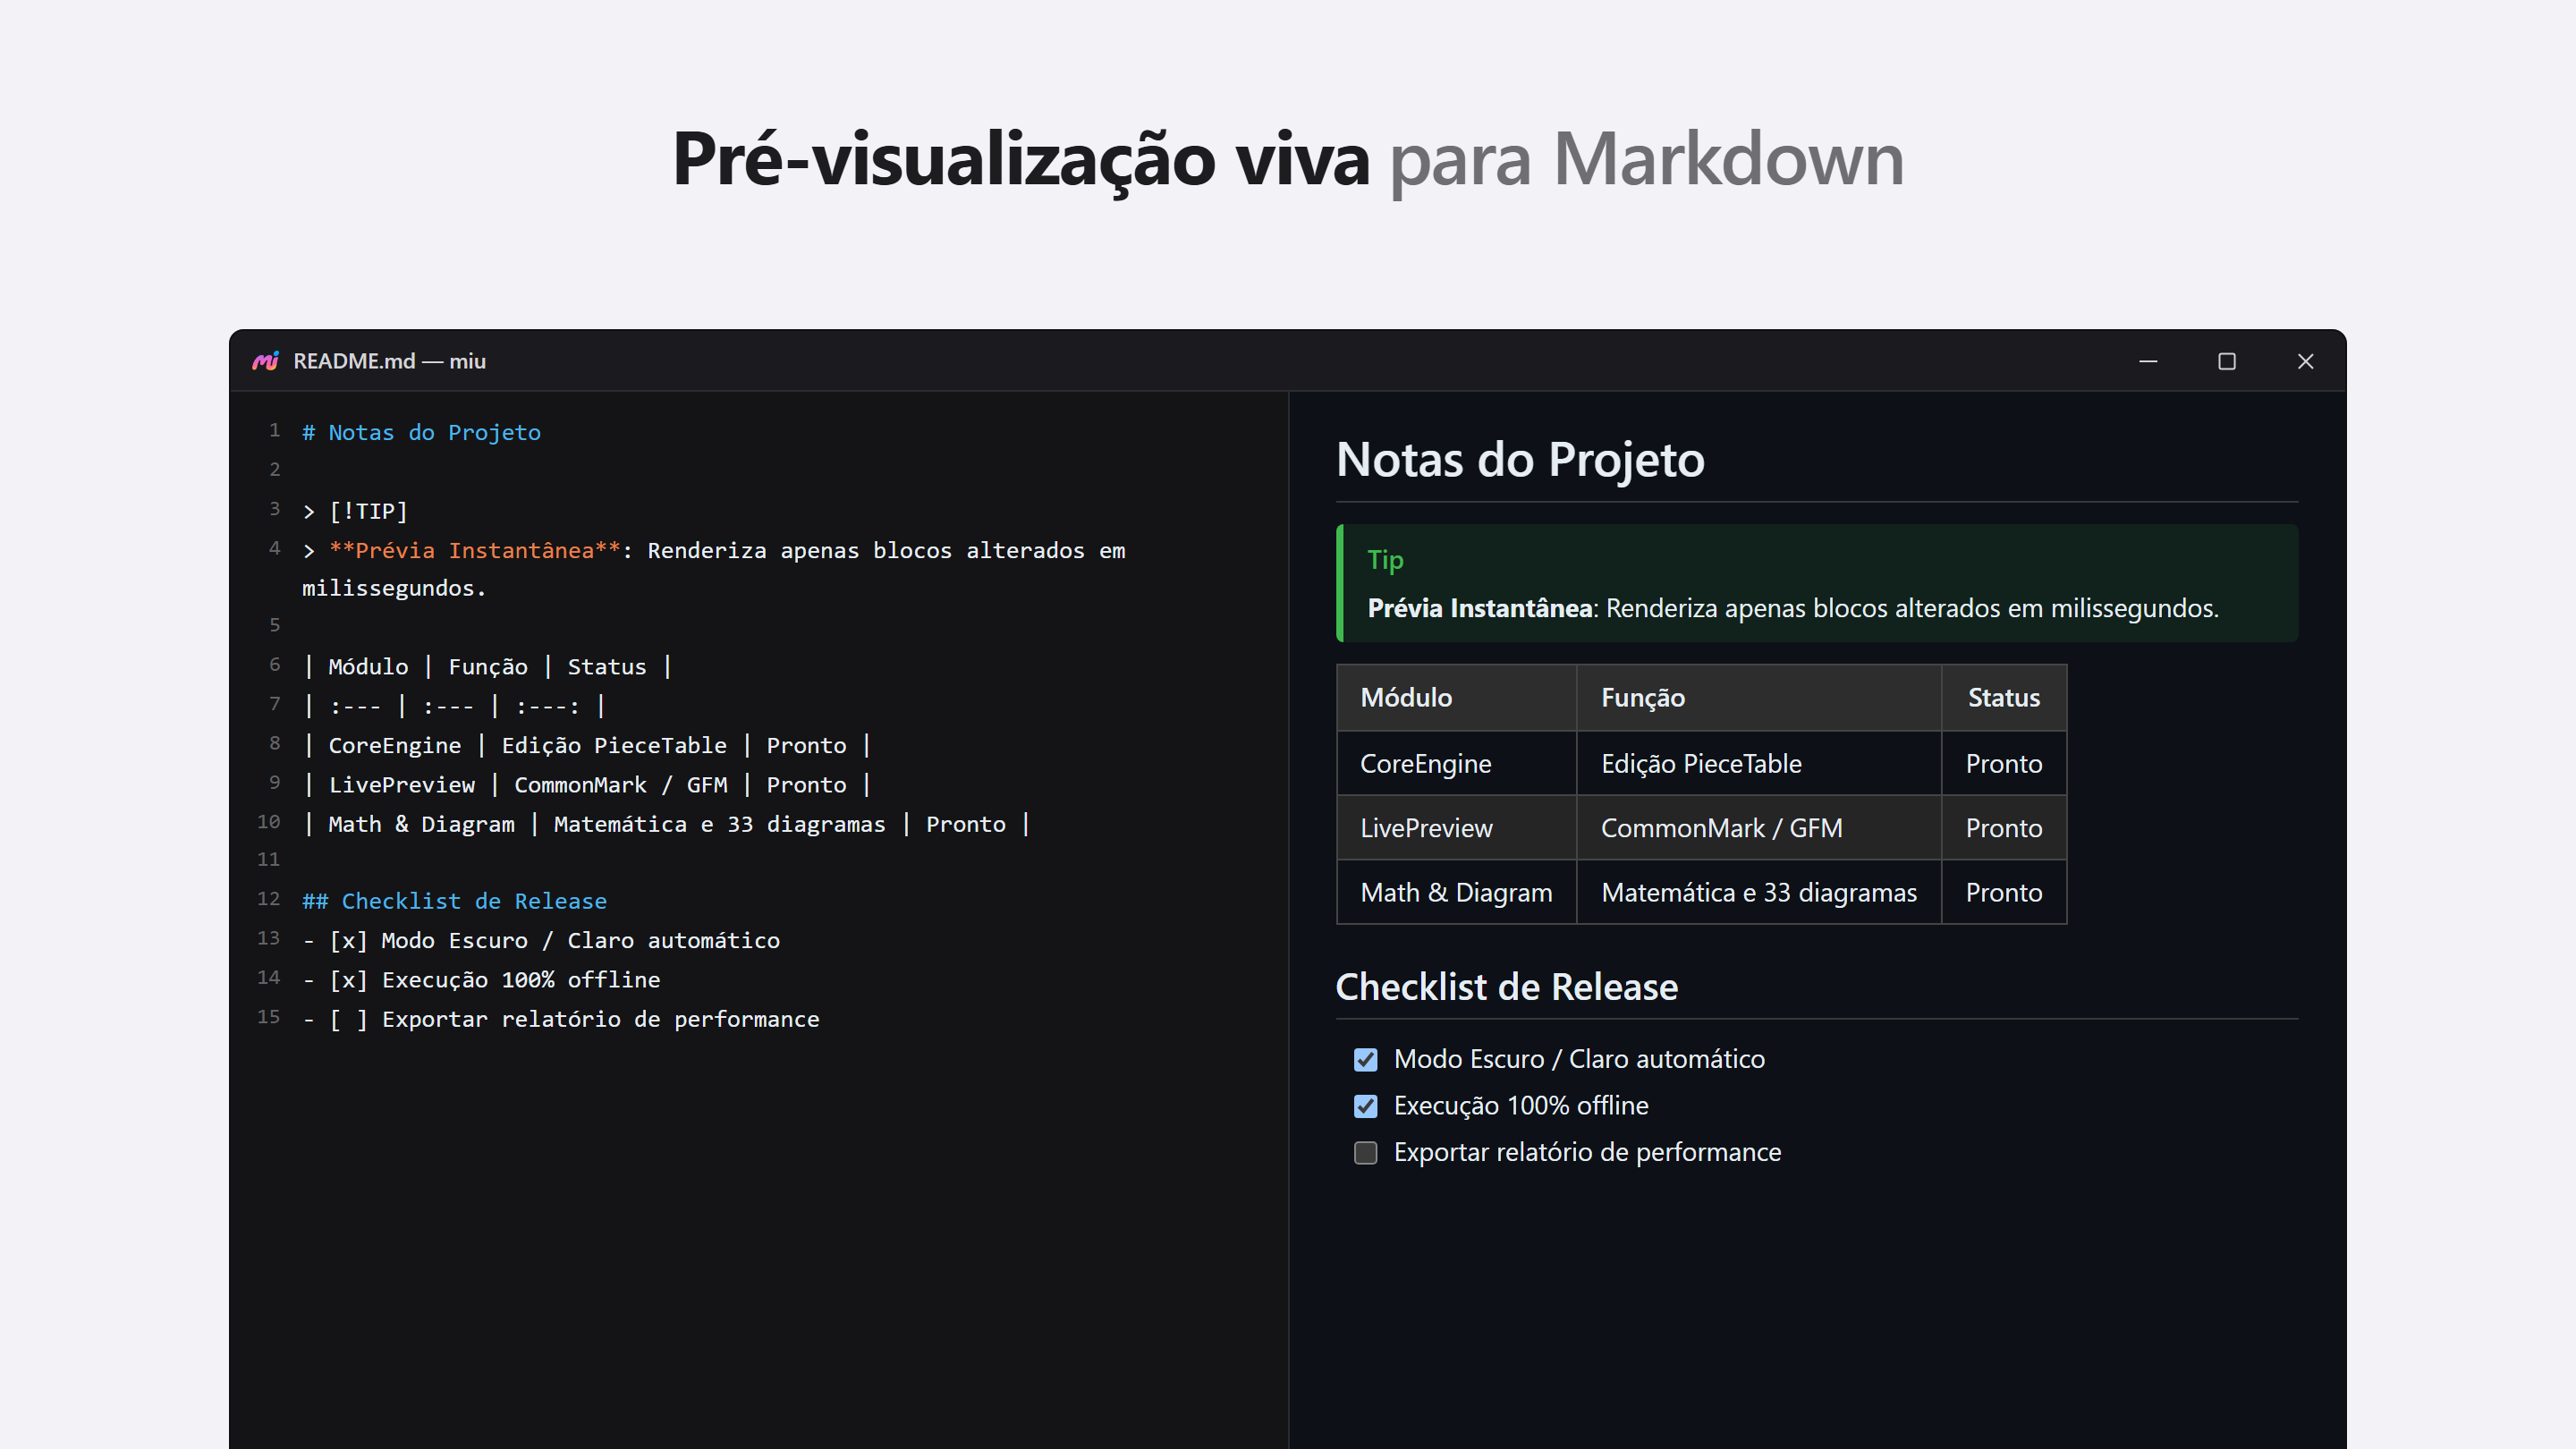 Pré-visualização viva para Markdown
README.md — miu
1 # Notas do Projeto
2
3 > [!TIP]
4 > **Prévia Instantânea**: Renderiza apenas blocos alterados em
milissegundos.
5
6 | Módulo | Função | Status |
7 | :--- | :--- | :---: |
8 | CoreEngine | Edição PieceTable | Pronto |
9 | LivePreview | CommonMark / GFM | Pronto |
10 | Math & Diagram | Matemática e 33 diagramas | Pronto |
11
12 ## Checklist de Release
13 - [x] Modo Escuro / Claro automático
14 - [x] Execução 100% offline
15 - [ ] Exportar relatório de performance
Notas do Projeto
Tip
Prévia Instantânea: Renderiza apenas blocos alterados em milissegundos.
Módulo Função Status
CoreEngine Edição PieceTable Pronto
LivePreview CommonMark / GFM Pronto
Math & Diagram Matemática e 33 diagramas Pronto
Checklist de Release
Modo Escuro / Claro automático
Execução 100% offline
Exportar relatório de performance